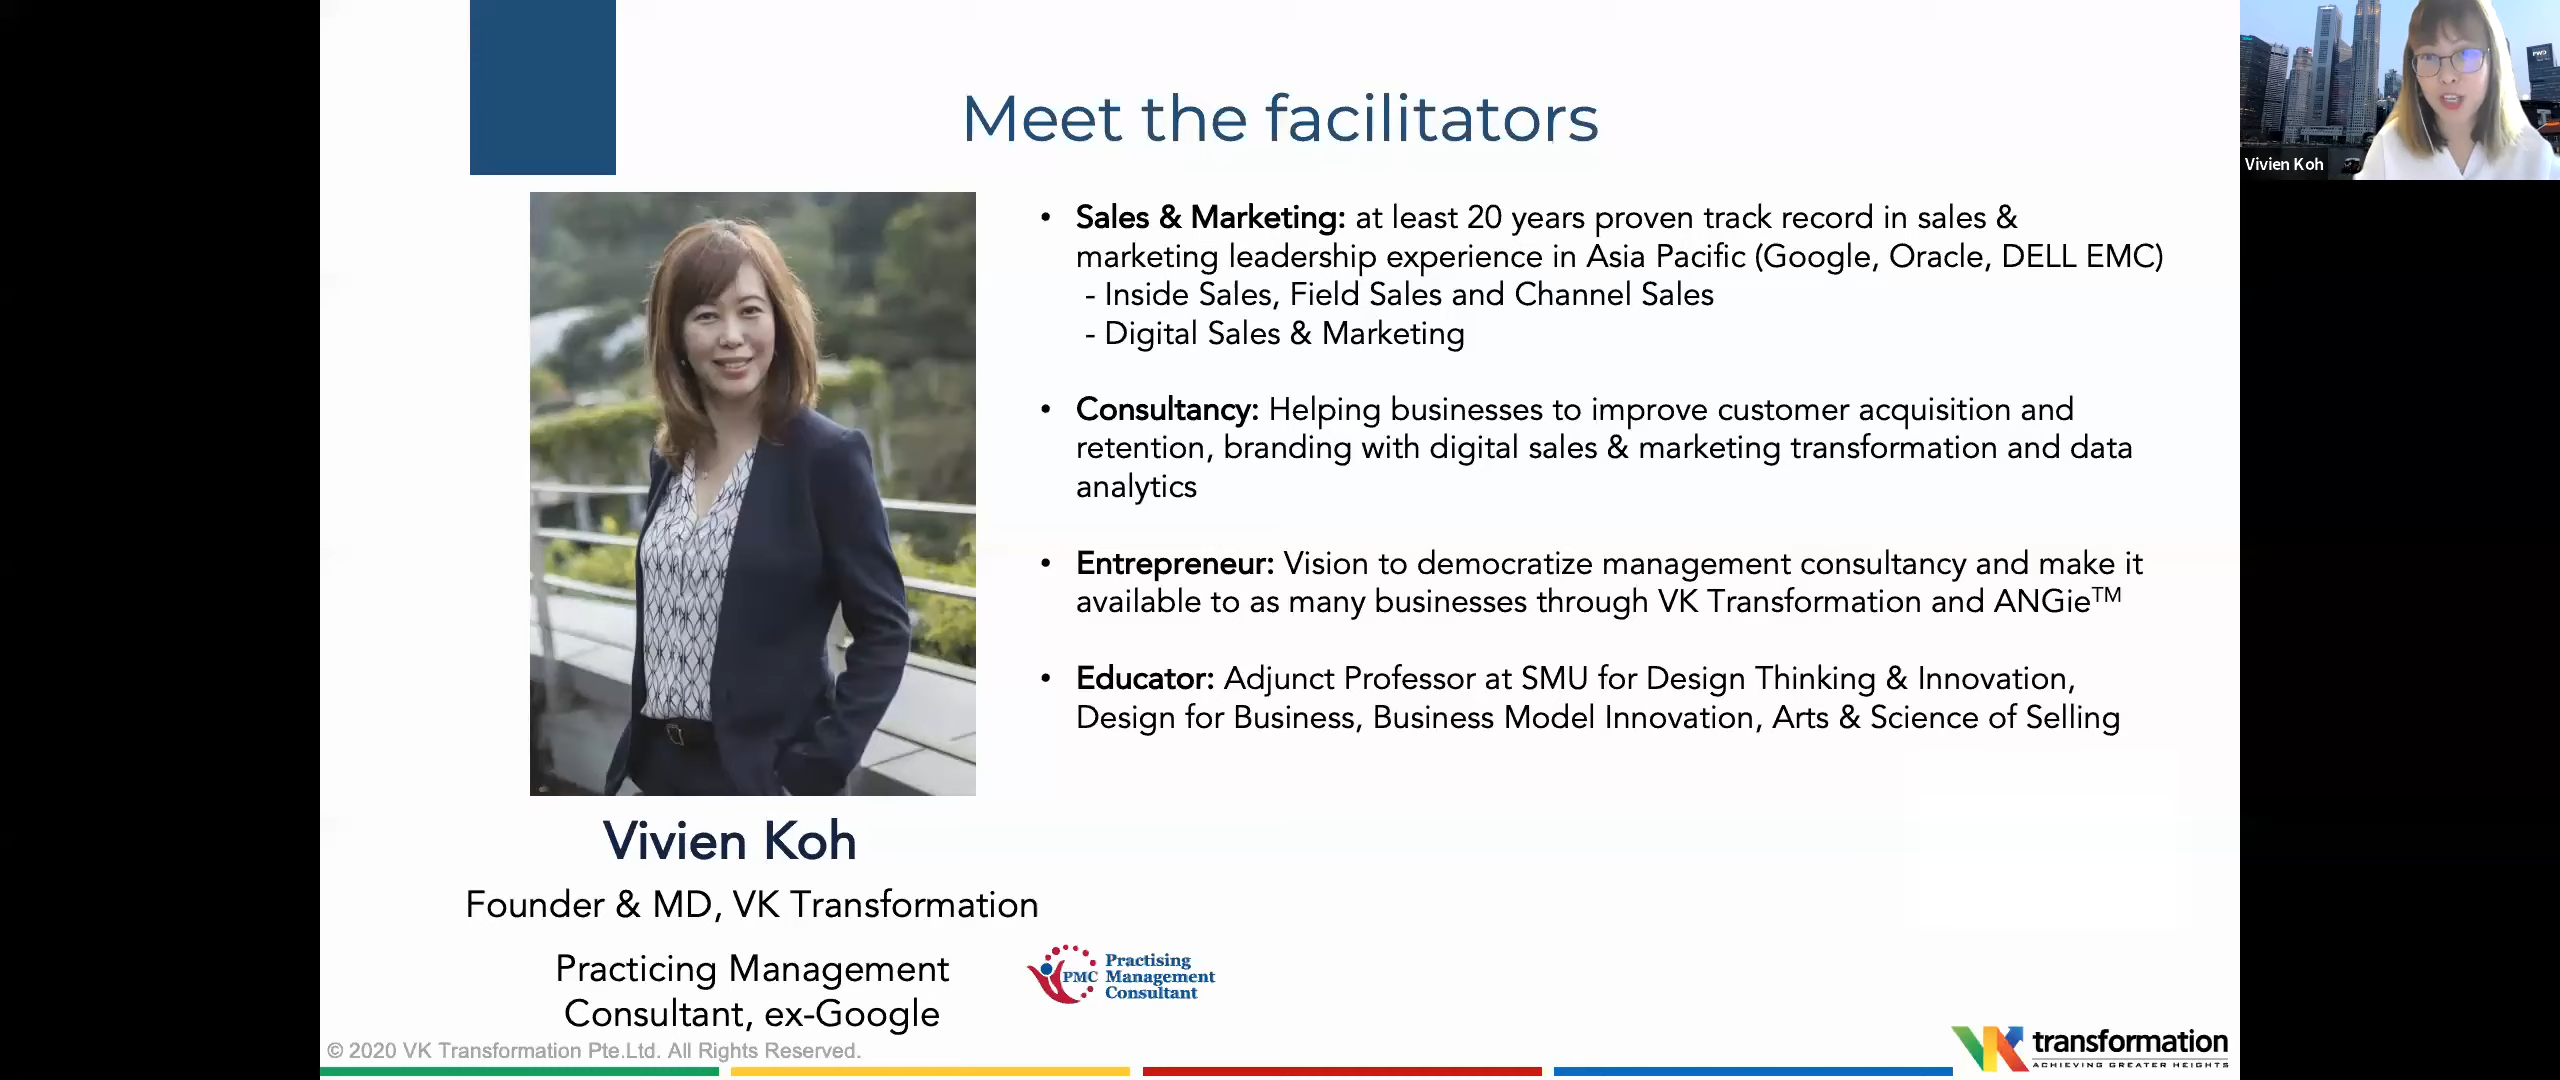 Meet the facilitators
FWD
Vivien Koh
• Sales & Marketing: at least 20 years proven track record in sales &
marketing leadership experience in Asia Pacific (Google, Oracle, DELL EMC)
- Inside Sales, Field Sales and Channel Sales
- Digital Sales & Marketing
• Consultancy: Helping businesses to improve customer acquisition and
retention, branding with digital sales & marketing transformation and data
analytics
• Entrepreneur: Vision to democratize management consultancy and make it
available to as many businesses through VK Transformation and ANGie™
• Educator: Adjunct Professor at SMU for Design Thinking & Innovation,
Design for Business, Business Model Innovation, Arts & Science of Selling
Vivien Koh
Founder & MD, VK Transformation
Practicing Management
Consultant, ex-Google
PMC
Practising
Management
Consultant
© 2020 VK Transformation Pte.Ltd. All Rights Reserved.
VK transformation
ACHIEVING GREATER HEIGHTS